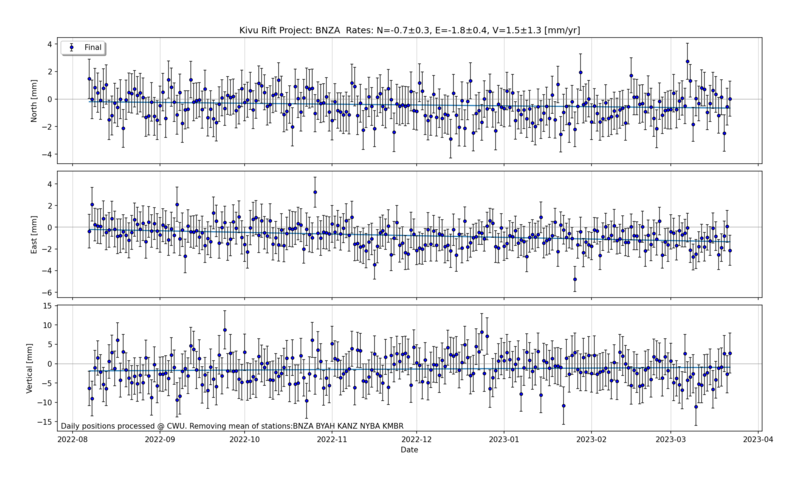 Kivu Rift Project: BNZA Rates: N=-0.7±0.3, E=-1.8±0.4, V=1.5±1.3 [mm/yr]
Final
North [mm]
4
2
0
−2
−4
East [mm]
4
2
0
−2
−4
−6
Vertical [mm]
15
10
5
0
−5
−10
−15
Daily positions processed @ CWU. Removing mean of stations:BNZA BYAH KANZ NYBA KMBR
2022-08 2022-09 2022-10 2022-11 2022-12 2023-01 2023-02 2023-03 2023-04
Date